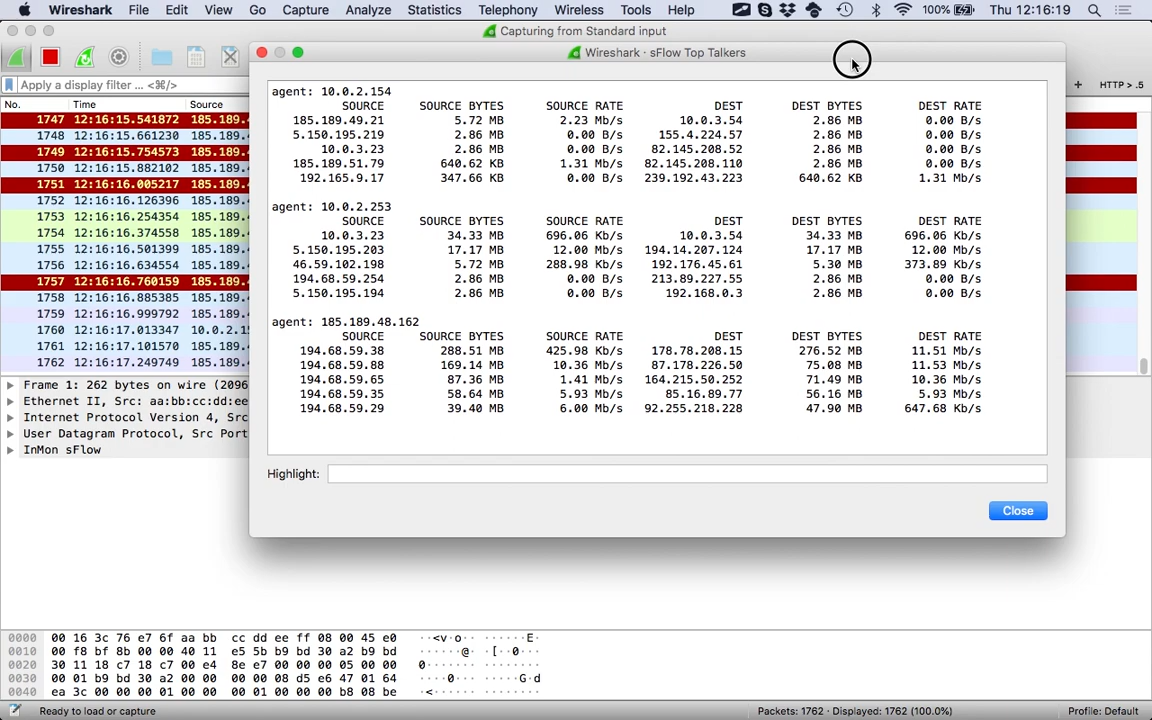 Wireshark File Edit View Go Capture Analyze Statistics Telephony Wireless Tools Help 100% Thu 12:16:19
Capturing from Standard input
Wireshark · sFlow Top Talkers
Apply a display filter ... <⌘/> + HTTP > .5
No. Time Source
1747 12:16:15.541872 185.189.4
1748 12:16:15.661230 185.189.4
1749 12:16:15.754573 185.189.4
1750 12:16:15.882102 185.189.4
1751 12:16:16.005217 185.189.4
1752 12:16:16.126396 185.189.4
1753 12:16:16.254354 185.189.4
1754 12:16:16.374558 185.189.4
1755 12:16:16.501399 185.189.4
1756 12:16:16.634554 185.189.4
1757 12:16:16.760159 185.189.4
1758 12:16:16.885385 185.189.4
1759 12:16:16.999792 185.189.4
1760 12:16:17.013347 10.0.2.15
1761 12:16:17.101570 185.189.4
1762 12:16:17.249749 185.189.4
agent: 10.0.2.154
SOURCE SOURCE BYTES SOURCE RATE DEST DEST BYTES DEST RATE
185.189.49.21 5.72 MB 2.23 Mb/s 10.0.3.54 2.86 MB 0.00 B/s
5.150.195.219 2.86 MB 0.00 B/s 155.4.224.57 2.86 MB 0.00 B/s
10.0.3.23 2.86 MB 0.00 B/s 82.145.208.52 2.86 MB 0.00 B/s
185.189.51.79 640.62 KB 1.31 Mb/s 82.145.208.110 2.86 MB 0.00 B/s
192.165.9.17 347.66 KB 0.00 B/s 239.192.43.223 640.62 KB 1.31 Mb/s
agent: 10.0.2.253
SOURCE SOURCE BYTES SOURCE RATE DEST DEST BYTES DEST RATE
10.0.3.23 34.33 MB 696.06 Kb/s 10.0.3.54 34.33 MB 696.06 Kb/s
5.150.195.203 17.17 MB 12.00 Mb/s 194.14.207.124 17.17 MB 12.00 Mb/s
46.59.102.198 5.72 MB 288.98 Kb/s 192.176.45.61 5.30 MB 373.89 Kb/s
194.68.59.254 2.86 MB 0.00 B/s 213.89.227.55 2.86 MB 0.00 B/s
5.150.195.194 2.86 MB 0.00 B/s 192.168.0.3 2.86 MB 0.00 B/s
agent: 185.189.48.162
SOURCE SOURCE BYTES SOURCE RATE DEST DEST BYTES DEST RATE
194.68.59.38 288.51 MB 425.98 Kb/s 178.78.208.15 276.52 MB 11.51 Mb/s
194.68.59.88 169.14 MB 10.36 Mb/s 87.178.226.50 75.08 MB 11.53 Mb/s
194.68.59.65 87.36 MB 1.41 Mb/s 164.215.50.252 71.49 MB 10.36 Mb/s
194.68.59.35 58.64 MB 5.93 Mb/s 85.16.89.77 56.16 MB 5.93 Mb/s
194.68.59.29 39.40 MB 6.00 Mb/s 92.255.218.228 47.90 MB 647.68 Kb/s
Highlight:
Close
Frame 1: 262 bytes on wire (2096
Ethernet II, Src: aa:bb:cc:dd:ee
Internet Protocol Version 4, Src
User Datagram Protocol, Src Port
InMon sFlow
0000 00 16 3c 76 e7 6f aa bb cc dd ee ff 08 00 45 e0 ··<v·o·· ······E·
0010 00 f8 bf 8b 00 00 40 11 e5 5b b9 bd 30 a2 b9 bd ······@· ·[··0···
0020 30 11 18 c7 18 c7 00 e4 8e e7 00 00 00 05 00 00 0······· ········
0030 00 01 b9 bd 30 a2 00 00 00 00 08 d5 e6 47 01 64 ····0··· ·····G·d
0040 ea 3c 00 00 00 01 00 00 00 01 00 00 00 b8 08 be ·<······ ········
Ready to load or capture Packets: 1762 · Displayed: 1762 (100.0%) Profile: Default